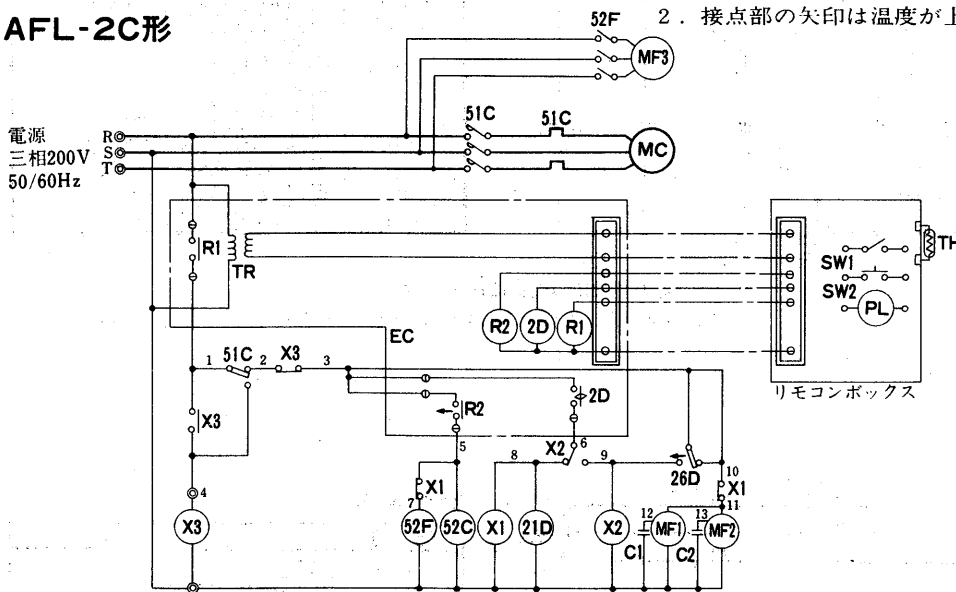 AFL-2C形
2．接点部の矢印は温度が上
52F
MF3
51C
51C
電源
三相200V
50/60Hz
R
S
T
MC
R1
TR
TH
SW1
SW2
PL
R2
2D
R1
EC
リモコンボックス
1
51C
2
X3
3
2D
R2
X3
5
6
X2
8
9
26D
10
X1
4
X1
7
11
12
13
X3
52F
52C
X1
21D
X2
MF1
MF2
C1
C2